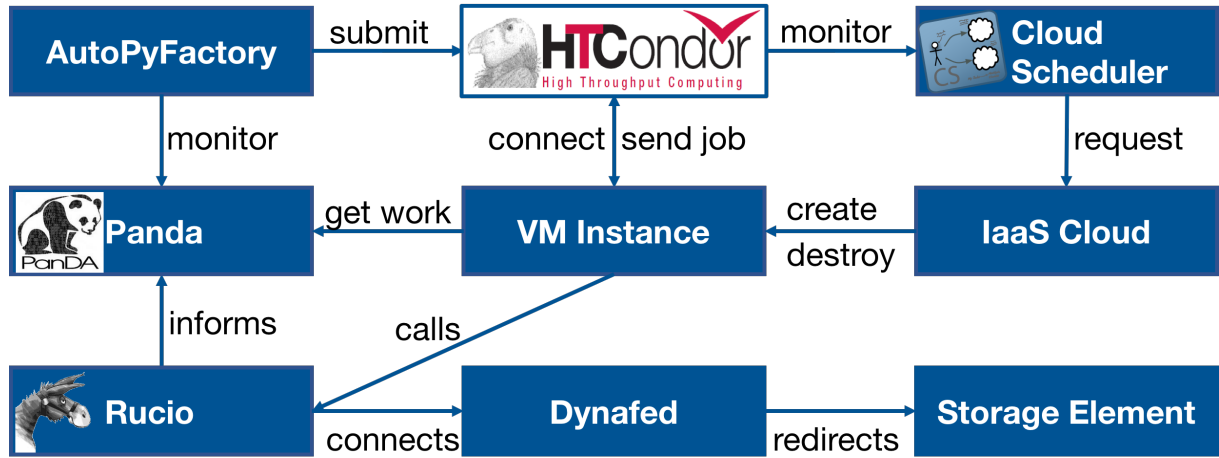 AutoPyFactory
submit
HTCondor
High Throughput Computing
monitor
CS
Cloud
Scheduler
monitor
connect
send job
request
PanDA
Panda
get work
VM Instance
create
destroy
IaaS Cloud
informs
calls
Rucio
connects
Dynafed
redirects
Storage Element